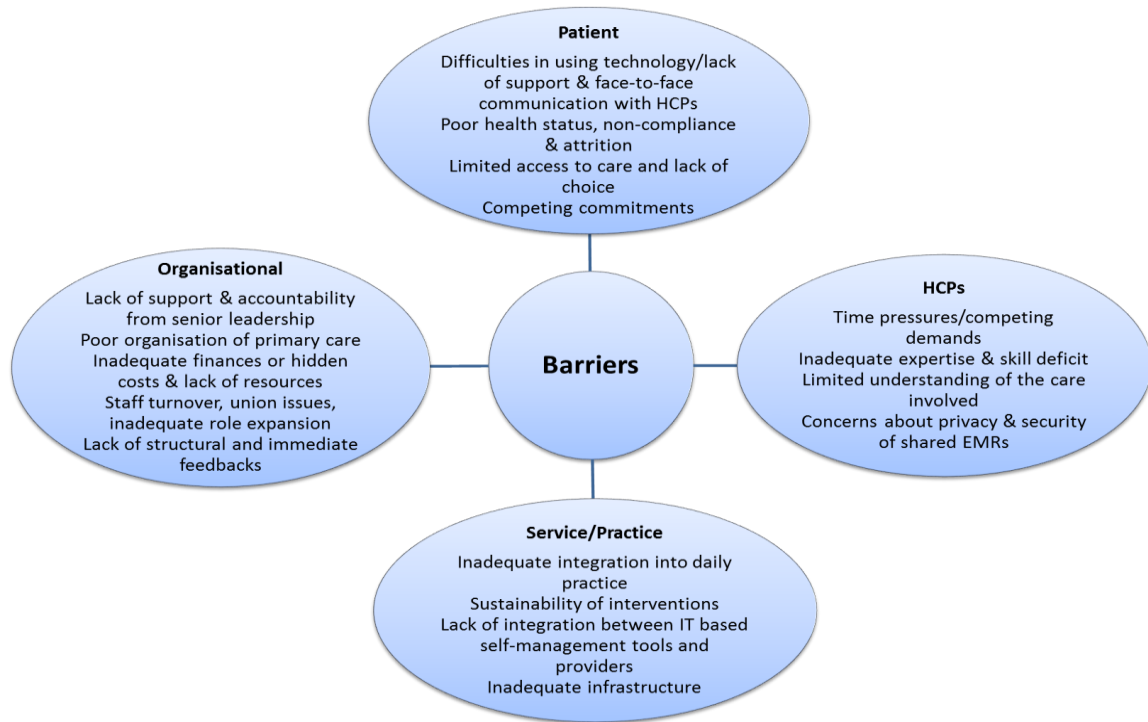 Patient
Difficulties in using technology/lack
of support & face-to-face
communication with HCPs
Poor health status, non-compliance
& attrition
Limited access to care and lack of
choice
Competing commitments
Organisational
Lack of support & accountability
from senior leadership
Poor organisation of primary care
Inadequate finances or hidden
costs & lack of resources
Staff turnover, union issues,
inadequate role expansion
Lack of structural and immediate
feedbacks
Barriers
HCPs
Time pressures/competing
demands
Inadequate expertise & skill deficit
Limited understanding of the care
involved
Concerns about privacy & security
of shared EMRs
Service/Practice
Inadequate integration into daily
practice
Sustainability of interventions
Lack of integration between IT based
self-management tools and
providers
Inadequate infrastructure